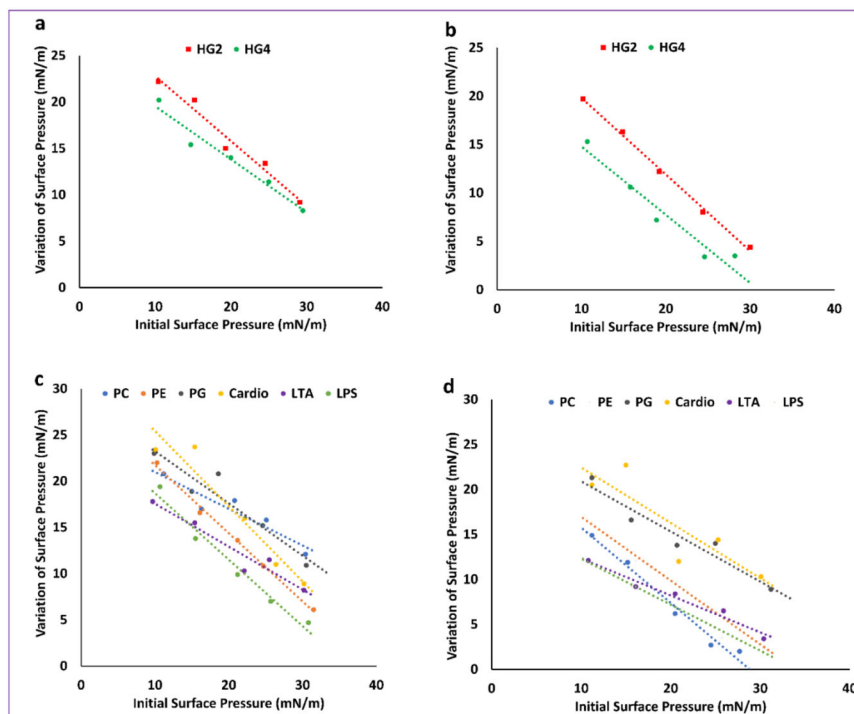 a
HG2 HG4
Variation of Surface Pressure (mN/m)
25
20
15
10
5
0
0 10 20 30 40
Initial Surface Pressure (mN/m)
b
HG2 HG4
Variation of Surface Pressure (mN/m)
25
20
15
10
5
0
0 10 20 30 40
Initial Surface Pressure (mN/m)
c
PC PE PG Cardio LTA LPS
Variation of Surface Pressure (mN/m)
30
25
20
15
10
5
0
0 10 20 30 40
Initial Surface Pressure (mN/m)
d
PC PE PG Cardio LTA LPS
Variation of Surface Pressure (mN/m)
30
25
20
15
10
5
0
0 10 20 30 40
Initial Surface Pressure (mN/m)